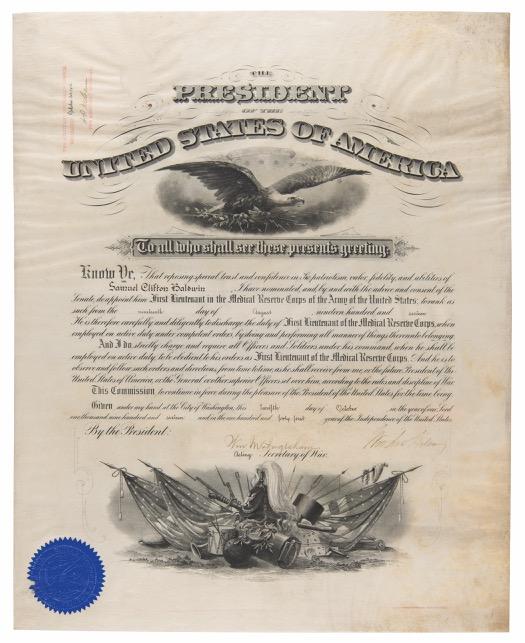 THE
PRESIDENT
OF THE
UNITED STATES OF AMERICA
To all who shall see these presents greeting:
Know Ye, That reposing special trust and confidence in the patriotism, valor, fidelity, and abilities of
Samuel Clifton Baldwin, I have nominated, and by and with the advice and consent of the
Senate, do appoint him First Lieutenant in the Medical Reserve Corps of the Army of the United States: to rank as
such from the nineteenth day of August, nineteen hundred and sixteen
He is therefore carefully and diligently to discharge the duty of First Lieutenant of the Medical Reserve Corps, when
employed on active duty under competent orders, by doing and performing all manner of things thereunto belonging.
And I do strictly charge and require all Officers and Soldiers under his command, when he shall be
employed on active duty, to be obedient to his orders as First Lieutenant of the Medical Reserve Corps. And he is to
observe and follow such orders and directions, from time to time, as he shall receive from me, or the future President of the
United States of America, or the General or other superior Officers set over him, according to the rules and discipline of War.
This Commission, to continue in force during the pleasure of the President of the United States for the time being.
Given under my hand at the City of Washington, this twelfth day of October in the year of our Lord
one thousand nine hundred and sixteen and in the one hundred and forty first year of the Independence of the United States.
By the President:
Wm M. Ingraham
Acting Secretary of War.